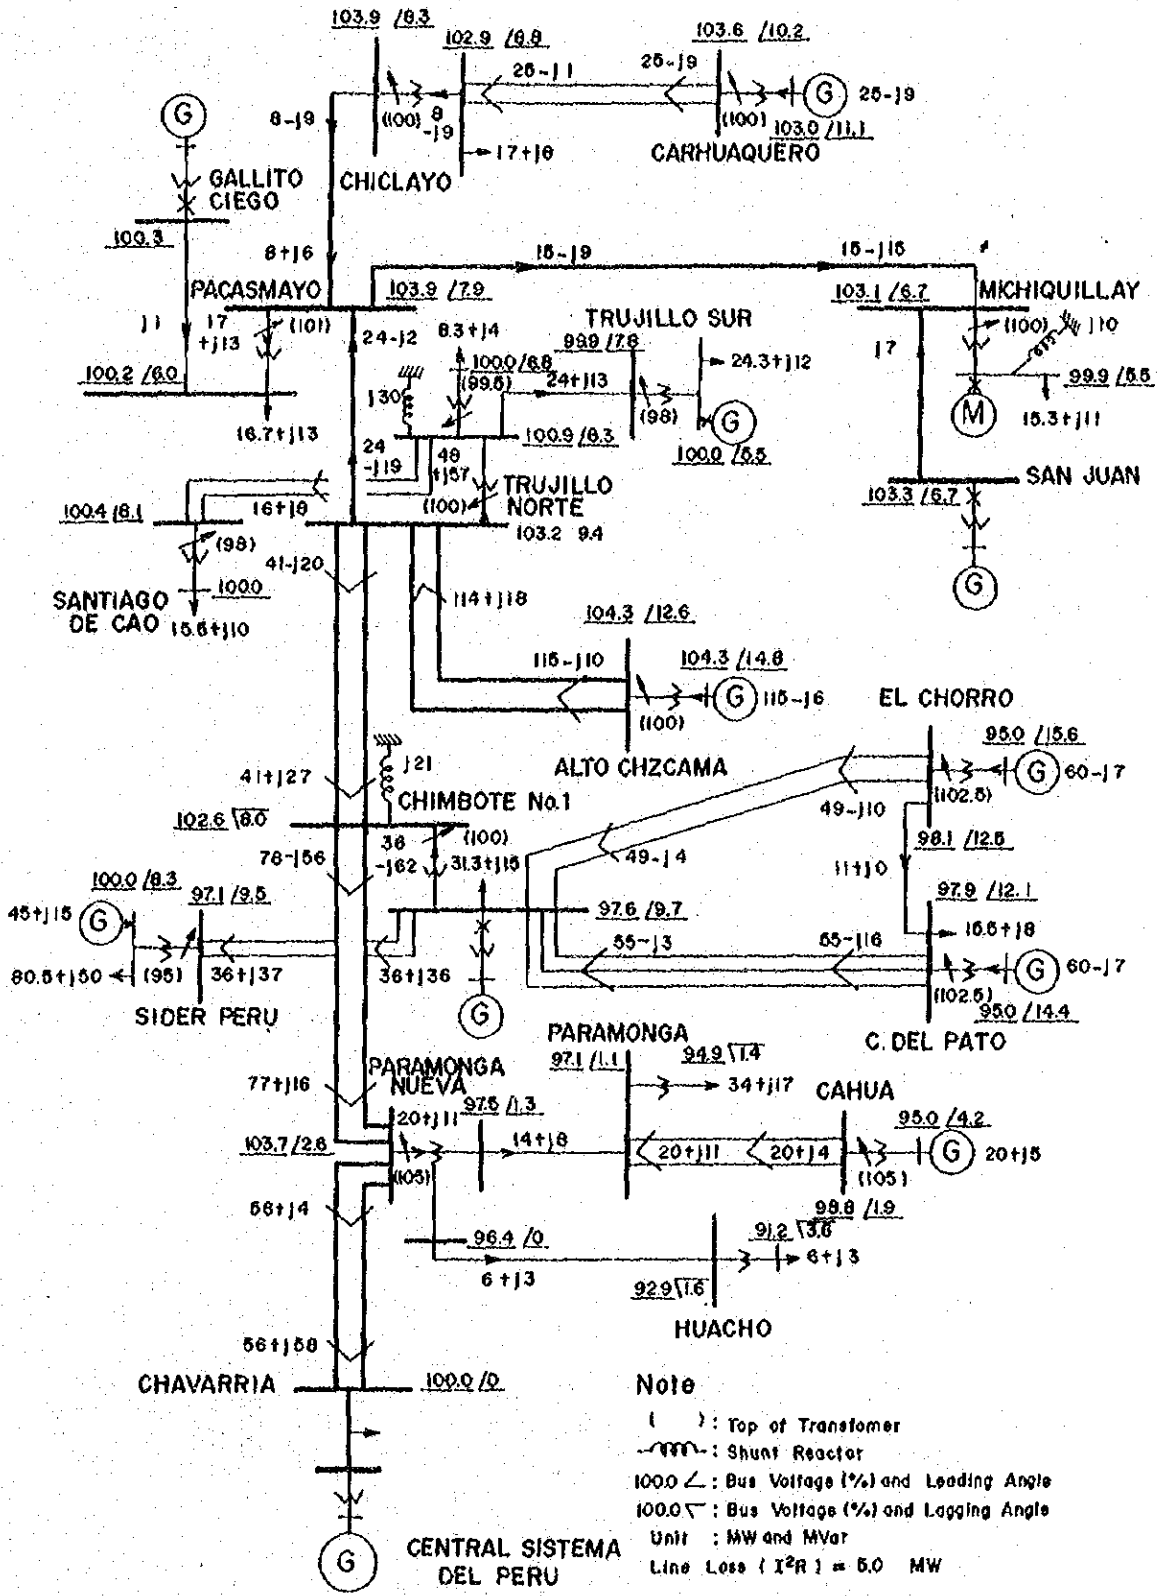 103.9 /8.3
102.9 /8.8
103.6 /10.2
25-j1
25-j9
G
25-j9
8-j9
(100)
8
-j9
(100)
103.0 /11.1
17+j6
CARHUAQUERO
CHICLAYO
G
GALLITO
CIEGO
100.3
8+j6
15-j9
15-j15
PACASMAYO
103.9 /7.9
103.1 /6.7
MICHIQUILLAY
j1
17
+j13
(101)
24-j2
8.3+j4
TRUJILLO SUR
(100)
j10
100.2 /6.0
j30
100.0 /6.8
(99.5)
99.9 /7.8
24+j13
24.3+j12
j7
99.9 /5.5
(98)
G
M
15.3+j11
16.7+j13
100.9 /8.3
100.0 /5.5
24
-j19
48
+j57
SAN JUAN
103.3 /6.7
TRUJILLO
NORTE
(100)
16+j8
100.4 /8.1
103.2 9.4
(98)
41-j20
100.0
SANTIAGO
DE CAO
15.6+j10
114+j18
G
104.3 /12.6
115-j10
104.3 /14.8
G
115-j6
(100)
EL CHORRO
95.0 /15.6
ALTO CHZCAMA
j21
41+j27
G
60-j7
(102.5)
49-j10
CHIMBOTE No.1
102.6 8.0
36
-j62
(100)
31.3+j15
98.1 /12.5
78-j56
49-j4
11+j0
100.0 /8.3
97.1 /9.5
97.6 /9.7
97.9 /12.1
45+j15
G
15.5+j8
55-j3
55-j16
80.5+j50
(95)
36+j37
36+j36
G
60-j7
(102.5)
95.0 /14.4
SIDER PERU
G
C. DEL PATO
PARAMONGA
97.1 /1.1
94.9 1.4
PARAMONGA
NUEVA
77+j16
34+j17
CAHUA
20+j11
97.5 /1.3
95.0 /4.2
103.7 /2.6
14+j8
20+j11
20+j4
G
20+j5
(105)
(105)
98.8 /1.9
56+j4
96.4 /0
91.2 3.6
6+j3
6+j3
92.9 1.6
HUACHO
56+j58
CHAVARRIA
100.0 /0
Note
( ) : Top of Transfomer
: Shunt Reactor
100.0 ∠ : Bus Voltage (%) and Leading Angle
100.0 : Bus Voltage (%) and Lagging Angle
Unit : MW and MVar
Line Loss ( I²R ) = 5.0 MW
G
CENTRAL SISTEMA
DEL PERU